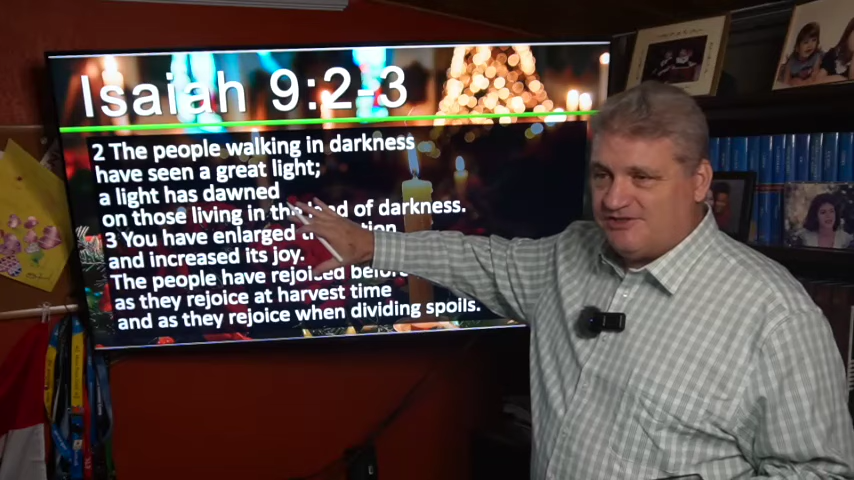 Isaiah 9:2-3
2 The people walking in darkness
have seen a great light;
a light has dawned
on those living in the land of darkness.
3 You have enlarged
and increased its joy.
The people have rejoiced before
as they rejoice at harvest time
and as they rejoice when dividing spoils.